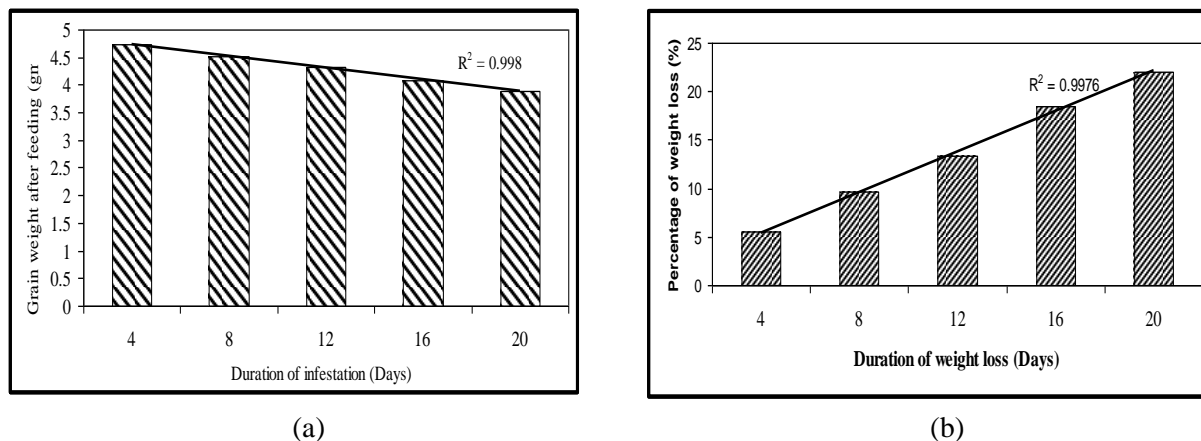 Grain weight after feeding (gm
5
4.5
4
3.5
3
2.5
2
1.5
1
0.5
0
R² = 0.998
4 8 12 16 20
Duration of infestation (Days)
(a)
Percentage of weight loss (%)
25
20
15
10
5
0
R² = 0.9976
4 8 12 16 20
Duration of weight loss (Days)
(b)